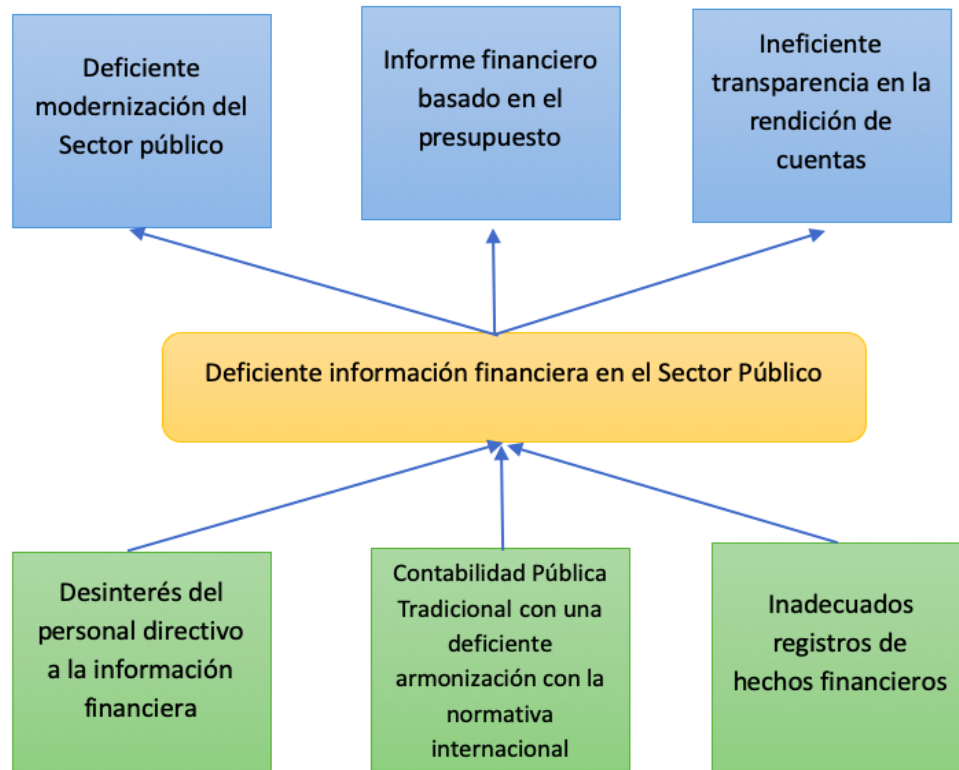 Deficiente
modernización del
Sector público
Informe financiero
basado en el
presupuesto
Ineficiente
transparencia en la
rendición de
cuentas
Deficiente información financiera en el Sector Público
Desinterés del
personal directivo
a la información
financiera
Contabilidad Pública
Tradicional con una
deficiente
armonización con la
normativa
internacional
Inadecuados
registros de
hechos financieros